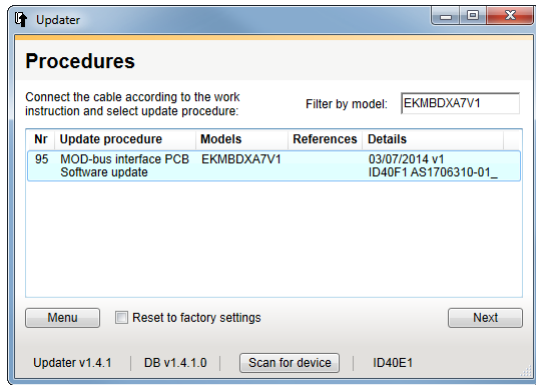 Updater
Procedures
Connect the cable according to the work
instruction and select update procedure:
Filter by model: EKMBDXA7V1
Nr Update procedure Models References Details
95 MOD-bus interface PCB EKMBDXA7V1 03/07/2014 v1
Software update ID40F1 AS1706310-01_
Menu Reset to factory settings Next
Updater v1.4.1 DB v1.4.1.0 Scan for device ID40E1